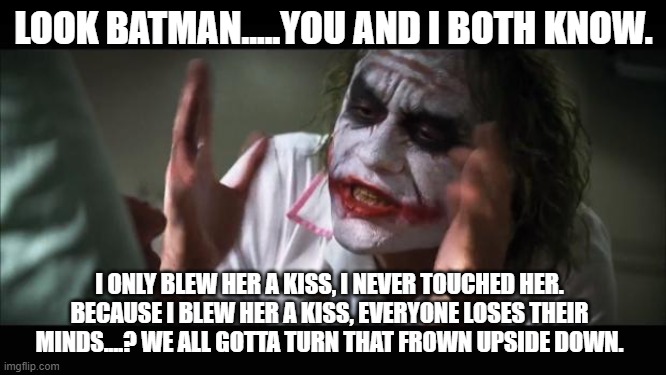 LOOK BATMAN.....YOU AND I BOTH KNOW.
I ONLY BLEW HER A KISS, I NEVER TOUCHED HER.
BECAUSE I BLEW HER A KISS, EVERYONE LOSES THEIR
MINDS....? WE ALL GOTTA TURN THAT FROWN UPSIDE DOWN.
imgflip.com